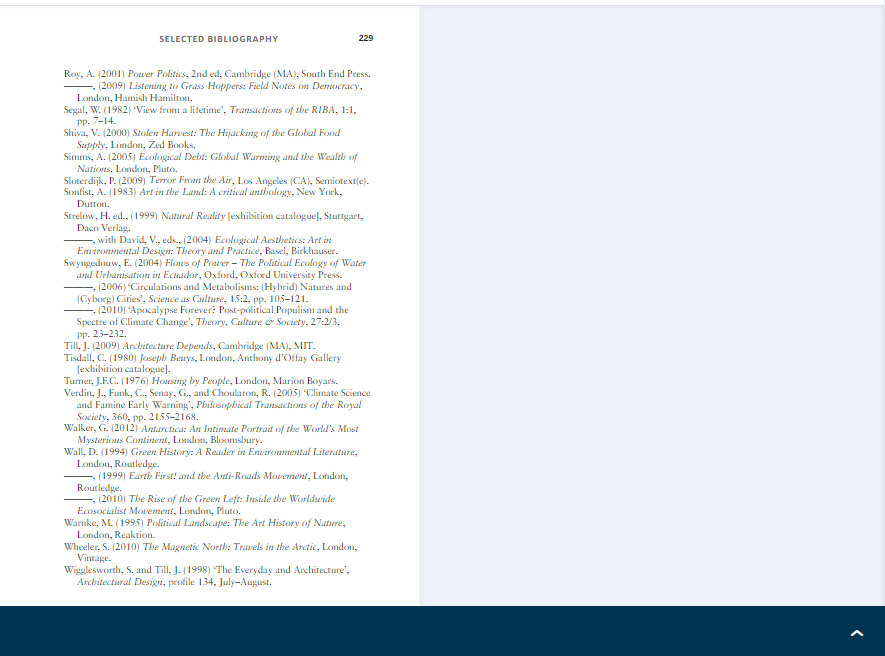 SELECTED BIBLIOGRAPHY 229
Roy, A. (2001) Power Politics, 2nd ed, Cambridge (MA), South End Press.
———, (2009) Listening to Grass Hoppers: Field Notes on Democracy,
London, Hamish Hamilton.
Segal, W. (1982) ‘View from a lifetime’, Transactions of the RIBA, 1:1,
pp. 7–14.
Shiva, V. (2000) Stolen Harvest: The Hijacking of the Global Food
Supply, London, Zed Books.
Simms, A. (2005) Ecological Debt: Global Warming and the Wealth of
Nations, London, Pluto.
Sloterdijk, P. (2009) Terror From the Air, Los Angeles (CA), Semiotext(e).
Sonfist, A. (1983) Art in the Land: A critical anthology, New York,
Dutton.
Strelow, H. ed., (1999) Natural Reality [exhibition catalogue], Stuttgart,
Daco Verlag.
———, with David, V., eds., (2004) Ecological Aesthetics: Art in
Environmental Design: Theory and Practice, Basel, Birkhauser.
Swyngedouw, E. (2004) Flows of Power – The Political Ecology of Water
and Urbanisation in Ecuador, Oxford, Oxford University Press.
———, (2006) ‘Circulations and Metabolisms: (Hybrid) Natures and
(Cyborg) Cities’, Science as Culture, 15:2, pp. 105–121.
———, (2010) ‘Apocalypse Forever? Post-political Populism and the
Spectre of Climate Change’, Theory, Culture & Society, 27:2/3,
pp. 23–232.
Till, J. (2009) Architecture Depends, Cambridge (MA), MIT.
Tisdall, C. (1980) Joseph Beuys, London, Anthony d’Offay Gallery
[exhibition catalogue].
Turner, J.F.C. (1976) Housing by People, London, Marion Boyars.
Verdin, J., Funk, C., Senay, G., and Choularon, R. (2005) ‘Climate Science
and Famine Early Warning’, Philosophical Transactions of the Royal
Society, 360, pp. 2155–2168.
Walker, G. (2012) Antarctica: An Intimate Portrait of the World’s Most
Mysterious Continent, London, Bloomsbury.
Wall, D. (1994) Green History: A Reader in Environmental Literature,
London, Routledge.
———, (1999) Earth First! and the Anti-Roads Movement, London,
Routledge.
———, (2010) The Rise of the Green Left: Inside the Worldwide
Ecosocialist Movement, London, Pluto.
Warnke, M. (1995) Political Landscape: The Art History of Nature,
London, Reaktion.
Wheeler, S. (2010) The Magnetic North: Travels in the Arctic, London,
Vintage.
Wigglesworth, S. and Till, J. (1998) ‘The Everyday and Architecture’,
Architectural Design, profile 134, July–August.